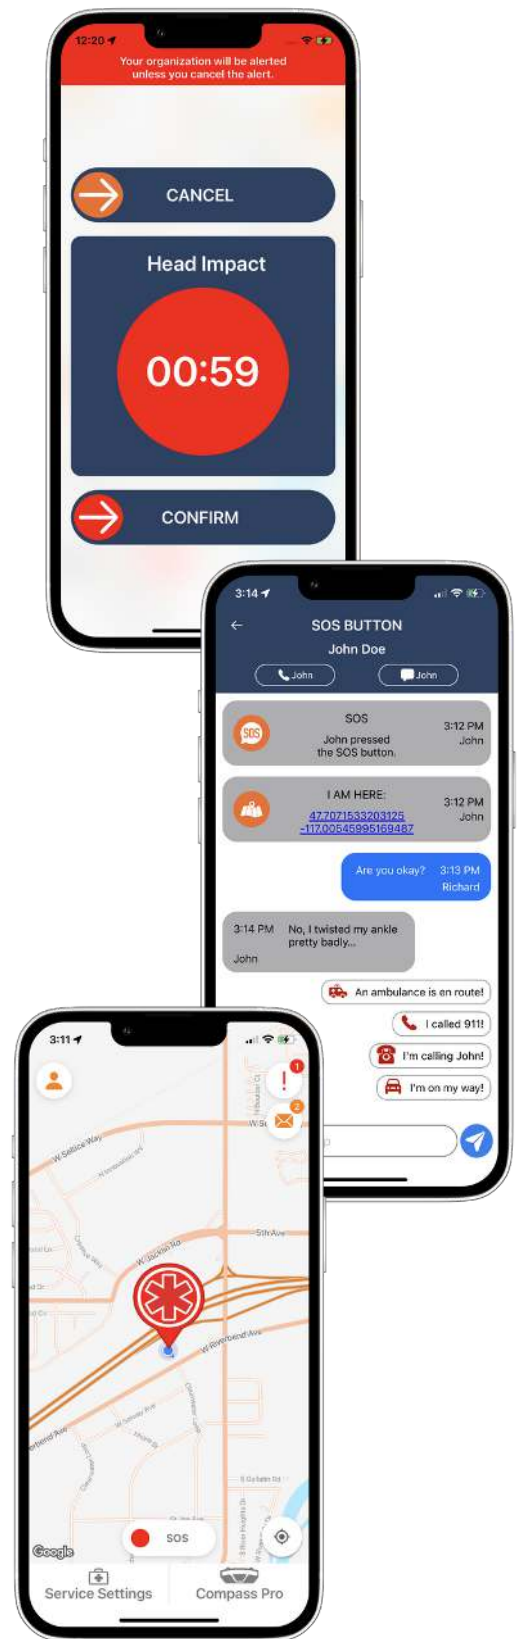 12:20
Your organization will be alerted
unless you cancel the alert.
CANCEL
Head Impact
00:59
CONFIRM
3:14
SOS BUTTON
John Doe
John
John
SOS
SOS
John pressed
the SOS button.
3:12 PM
John
I AM HERE:
47.7071533203125
-117.00545995169487
3:12 PM
John
Are you okay? 3:13 PM
Richard
3:14 PM No, I twisted my ankle
pretty badly...
John
An ambulance is en route!
I called 911!
I'm calling John!
I'm on my way!
3:11
1
2
W Seltice Way
5th Ave
W Jacklin Rd
W Riverbend Ave
SOS
Google
Service Settings
Compass Pro